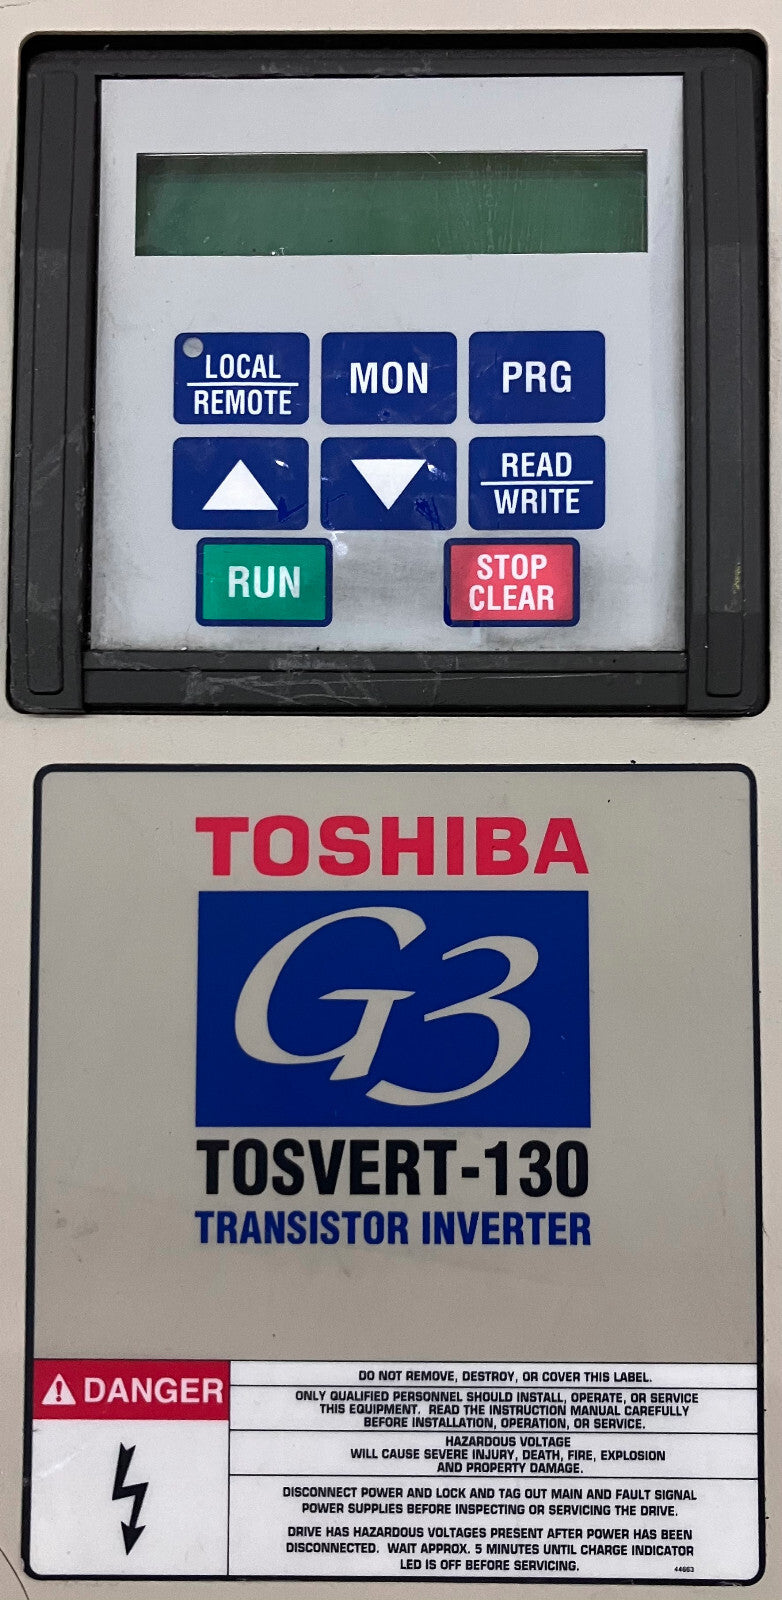 LOCAL
REMOTE
MON
PRG
READ
WRITE
RUN
STOP
CLEAR
TOSHIBA
G3
TOSVERT-130
TRANSISTOR INVERTER
DANGER
DO NOT REMOVE, DESTROY, OR COVER THIS LABEL.
ONLY QUALIFIED PERSONNEL SHOULD INSTALL, OPERATE, OR SERVICE
THIS EQUIPMENT. READ THE INSTRUCTION MANUAL CAREFULLY
BEFORE INSTALLATION, OPERATION, OR SERVICE.
HAZARDOUS VOLTAGE
WILL CAUSE SEVERE INJURY, DEATH, FIRE, EXPLOSION
AND PROPERTY DAMAGE.
DISCONNECT POWER AND LOCK AND TAG OUT MAIN AND FAULT SIGNAL
POWER SUPPLIES BEFORE INSPECTING OR SERVICING THE DRIVE.
DRIVE HAS HAZARDOUS VOLTAGES PRESENT AFTER POWER HAS BEEN
DISCONNECTED. WAIT APPROX. 5 MINUTES UNTIL CHARGE INDICATOR
LED IS OFF BEFORE SERVICING.
44663